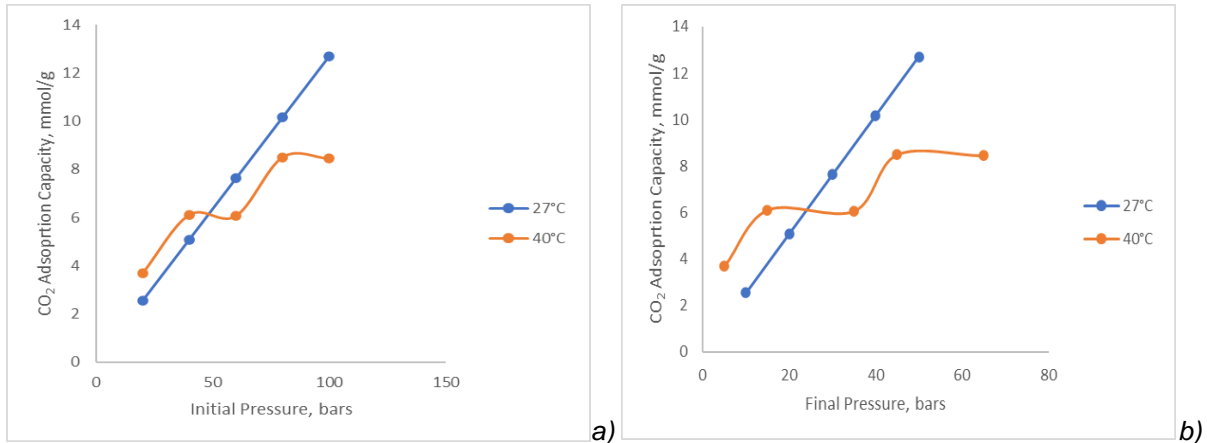 CO₂ Adsoprtion Capacity, mmol/g
14
12
10
8
6
4
2
0
0 50 100 150
Initial Pressure, bars
27°C
40°C
a)
CO₂ Adsoprtion Capacity, mmol/g
14
12
10
8
6
4
2
0
0 20 40 60 80
Final Pressure, bars
27°C
40°C
b)